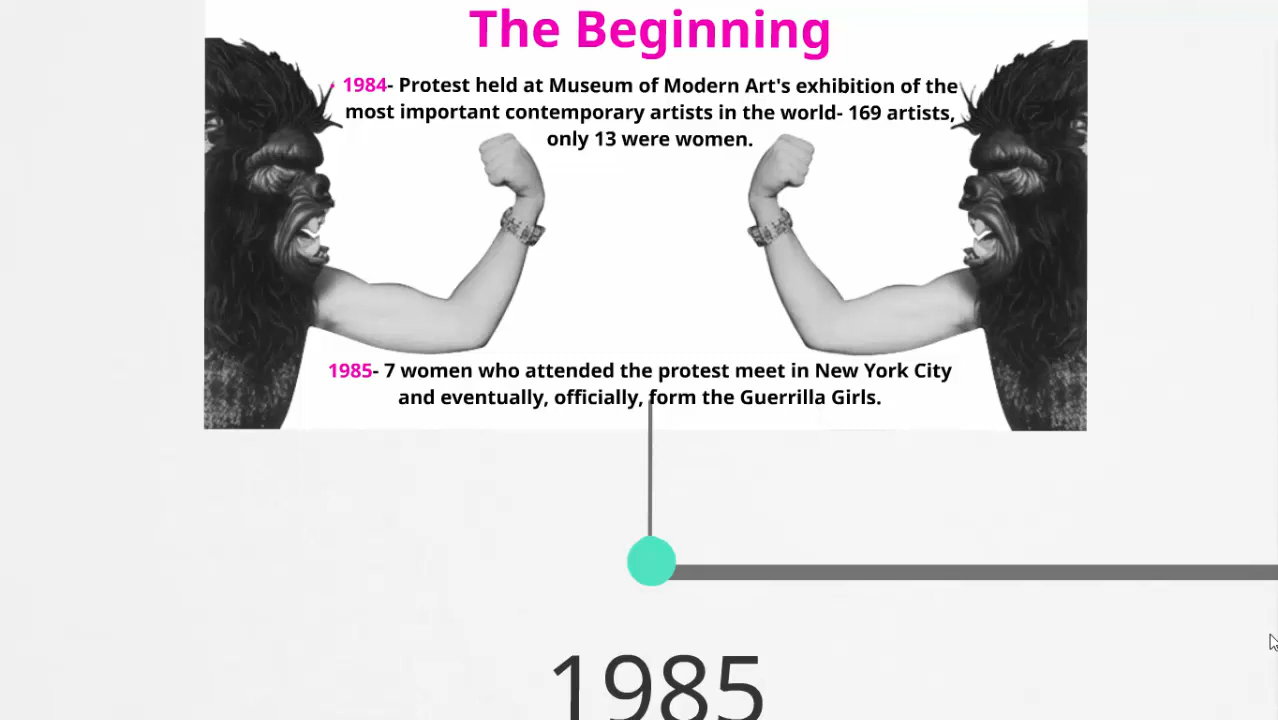 The Beginning
1984- Protest held at Museum of Modern Art's exhibition of the
most important contemporary artists in the world- 169 artists,
only 13 were women.
1985- 7 women who attended the protest meet in New York City
and eventually, officially, form the Guerrilla Girls.
1985